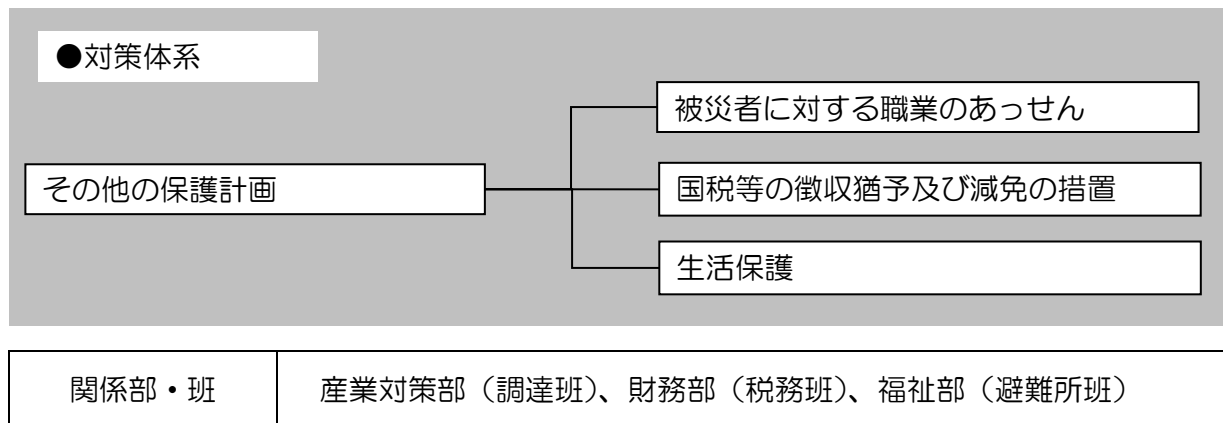 ●対策体系
被災者に対する職業のあっせん
その他の保護計画
国税等の徴収猶予及び減免の措置
生活保護
関係部・班
産業対策部（調達班）、財務部（税務班）、福祉部（避難所班）